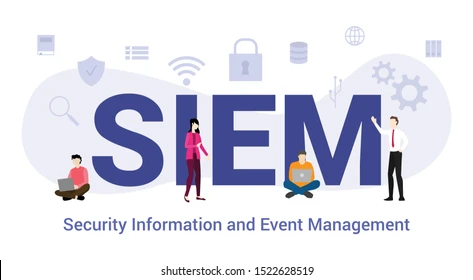 SIEM
Security Information and Event Management
shutterstock.com · 1522628519